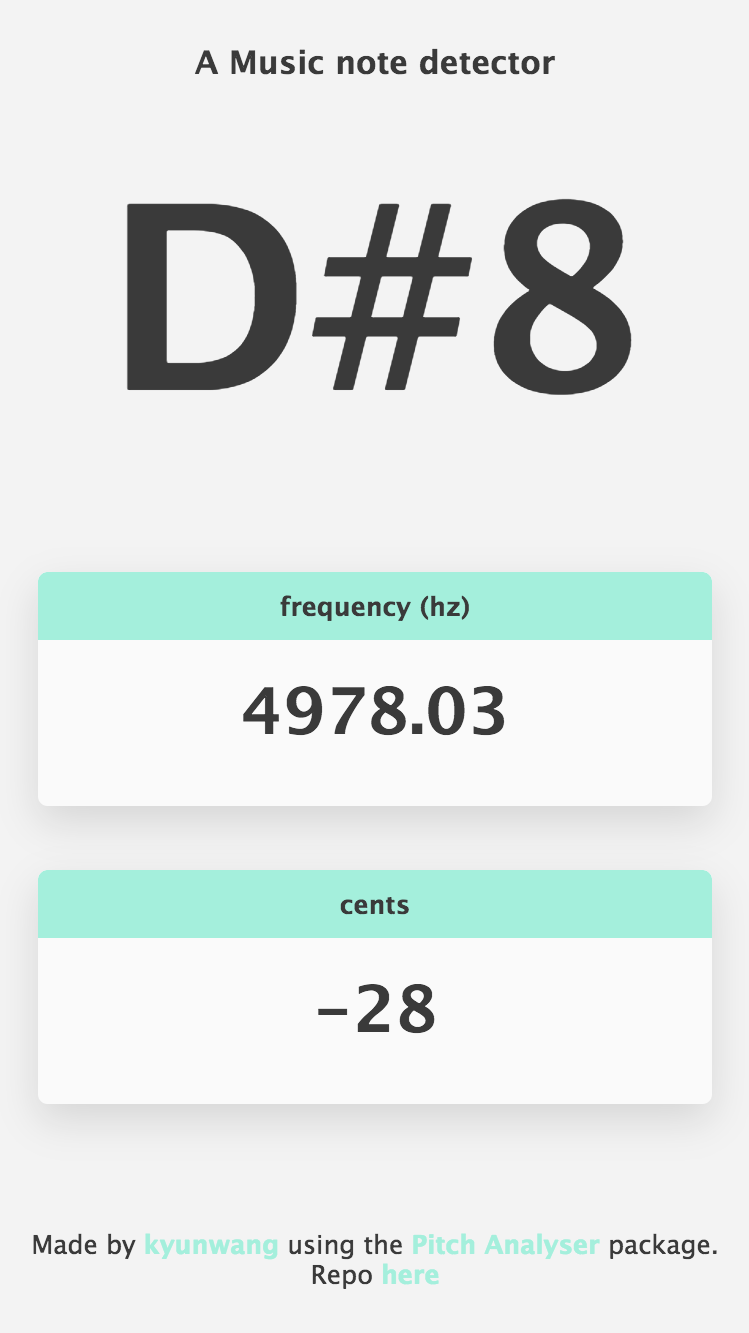 A Music note detector
D#8
frequency (hz)
4978.03
cents
-28
Made by kyunwang using the Pitch Analyser package.
Repo here